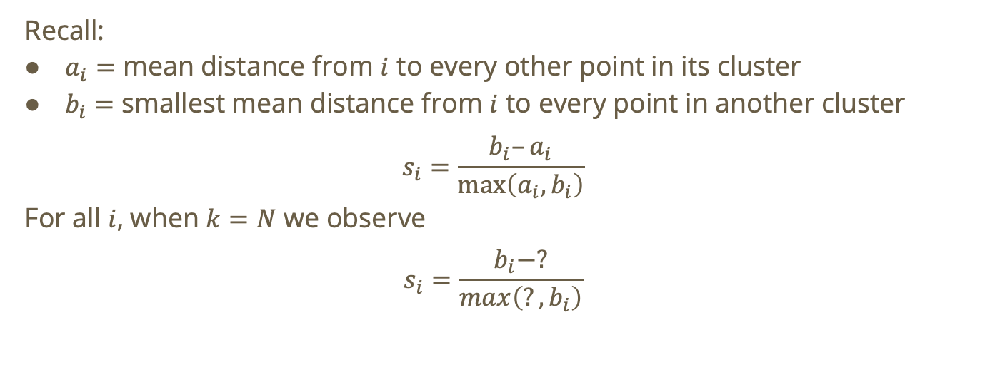 Recall:
● a_i = mean distance from i to every other point in its cluster
● b_i = smallest mean distance from i to every point in another cluster
s_i = \frac{b_i – a_i}{max(a_i, b_i)}
For all i, when k = N we observe
s_i = \frac{b_i −?}{max(?, b_i)}